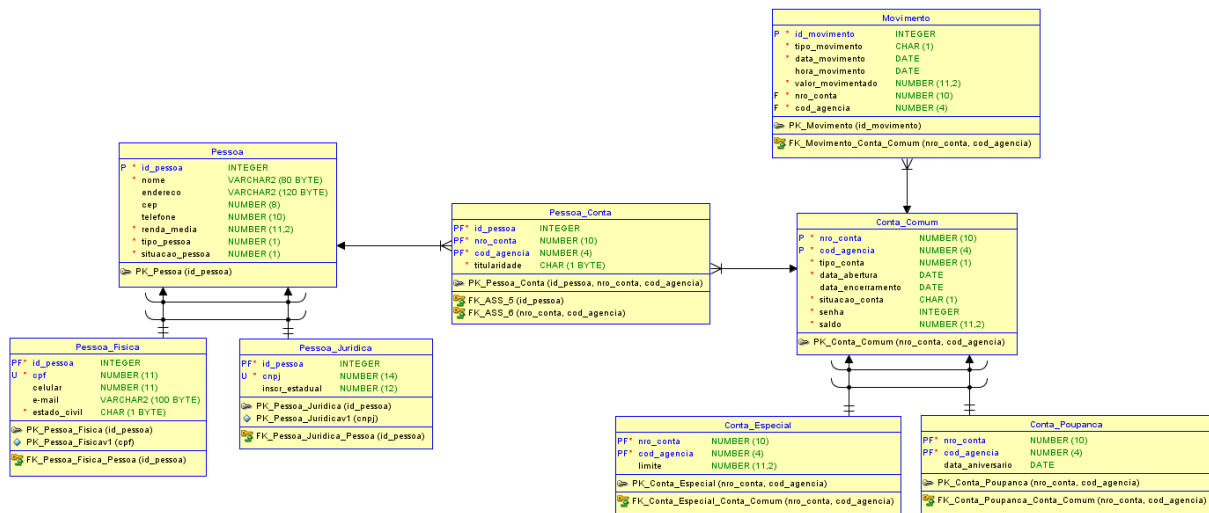 Movimento
P * id_movimento INTEGER
* tipo_movimento CHAR (1)
* data_movimento DATE
hora_movimento DATE
* valor_movimentado NUMBER (11,2)
F * nro_conta NUMBER (10)
F * cod_agencia NUMBER (4)
PK_Movimento (id_movimento)
FK_Movimento_Conta_Comum (nro_conta, cod_agencia)
Pessoa
P * id_pessoa INTEGER
* nome VARCHAR2 (80 BYTE)
endereco VARCHAR2 (120 BYTE)
cep NUMBER (8)
telefone NUMBER (10)
* renda_media NUMBER (11,2)
* tipo_pessoa NUMBER (1)
* situacao_pessoa NUMBER (1)
PK_Pessoa (id_pessoa)
Pessoa_Conta
PF* id_pessoa INTEGER
PF* nro_conta NUMBER (10)
PF* cod_agencia NUMBER (4)
* titularidade CHAR (1 BYTE)
PK_Pessoa_Conta (id_pessoa, nro_conta, cod_agencia)
FK_ASS_5 (id_pessoa)
FK_ASS_6 (nro_conta, cod_agencia)
Conta_Comum
P * nro_conta NUMBER (10)
P * cod_agencia NUMBER (4)
* tipo_conta NUMBER (1)
* data_abertura DATE
data_encerramento DATE
* situacao_conta CHAR (1)
* senha INTEGER
* saldo NUMBER (11,2)
PK_Conta_Comum (nro_conta, cod_agencia)
Pessoa_Fisica
PF* id_pessoa INTEGER
U * cpf NUMBER (11)
celular NUMBER (11)
e-mail VARCHAR2 (100 BYTE)
* estado_civil CHAR (1 BYTE)
PK_Pessoa_Fisica (id_pessoa)
PK_Pessoa_Fisicav1 (cpf)
FK_Pessoa_Fisica_Pessoa (id_pessoa)
Pessoa_Juridica
PF* id_pessoa INTEGER
U * cnpj NUMBER (14)
inscr_estadual NUMBER (12)
PK_Pessoa_Juridica (id_pessoa)
PK_Pessoa_Juridicav1 (cnpj)
FK_Pessoa_Juridica_Pessoa (id_pessoa)
Conta_Especial
PF* nro_conta NUMBER (10)
PF* cod_agencia NUMBER (4)
limite NUMBER (11,2)
PK_Conta_Especial (nro_conta, cod_agencia)
FK_Conta_Especial_Conta_Comum (nro_conta, cod_agencia)
Conta_Poupanca
PF* nro_conta NUMBER (10)
PF* cod_agencia NUMBER (4)
data_aniversario DATE
PK_Conta_Poupanca (nro_conta, cod_agencia)
FK_Conta_Poupanca_Conta_Comum (nro_conta, cod_agencia)